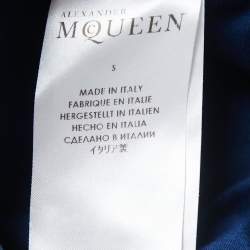 ALEXANDER
McQUEEN
S
MADE IN ITALY
FABRIQUE EN ITALIE
HERGESTELLT IN ITALIEN
HECHO EN ITALIA
СДЕЛАНО В ИТАЛИИ
イタリア製